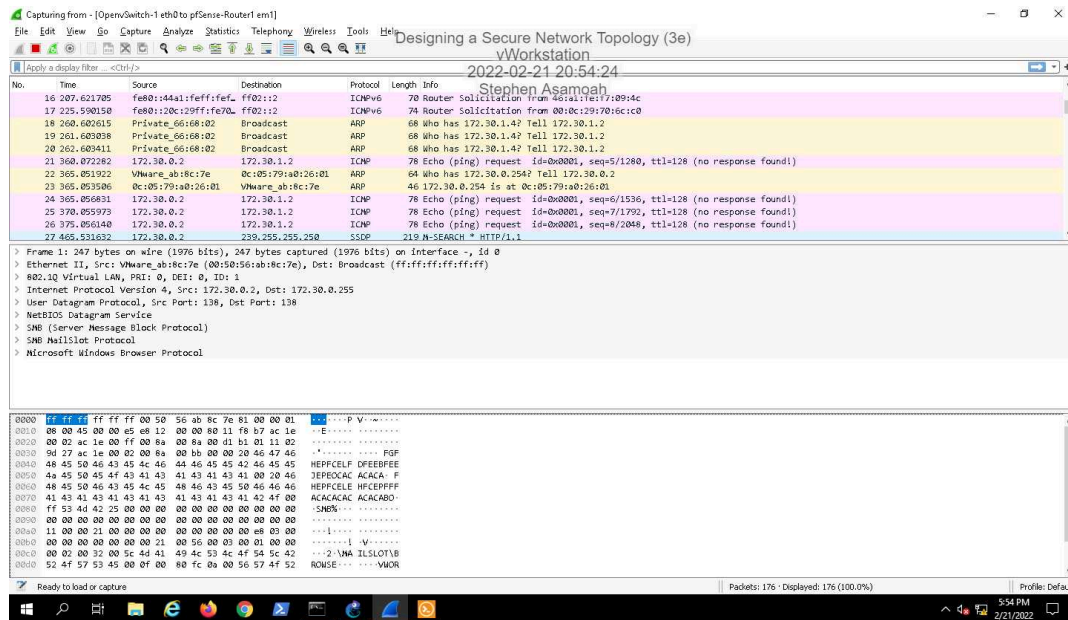 Capturing from - [OpenvSwitch-1 eth0 to pfSense-Router1 em1]
File Edit View Go Capture Analyze Statistics Telephony Wireless Tools Help
Designing a Secure Network Topology (3e)
vWorkstation
2022-02-21 20:54:24
Stephen Asamoah
Apply a display filter ... <Ctrl-/>
No. Time Source Destination Protocol Length Info
16 207.621705 fe80::44a1:feff:fef… ff02::2 ICMPv6 70 Router Solicitation from 46:a1:fe:f7:09:4c
17 225.590150 fe80::20c:29ff:fe70… ff02::2 ICMPv6 74 Router Solicitation from 00:0c:29:70:6c:c0
18 260.602615 Private_66:68:02 Broadcast ARP 68 Who has 172.30.1.4? Tell 172.30.1.2
19 261.603038 Private_66:68:02 Broadcast ARP 68 Who has 172.30.1.4? Tell 172.30.1.2
20 262.603411 Private_66:68:02 Broadcast ARP 68 Who has 172.30.1.4? Tell 172.30.1.2
21 360.072282 172.30.0.2 172.30.1.2 ICMP 78 Echo (ping) request id=0x0001, seq=5/1280, ttl=128 (no response found!)
22 365.051922 VMware_ab:8c:7e 0c:05:79:a0:26:01 ARP 64 Who has 172.30.0.254? Tell 172.30.0.2
23 365.053506 0c:05:79:a0:26:01 VMware_ab:8c:7e ARP 46 172.30.0.254 is at 0c:05:79:a0:26:01
24 365.056831 172.30.0.2 172.30.1.2 ICMP 78 Echo (ping) request id=0x0001, seq=6/1536, ttl=128 (no response found!)
25 370.055973 172.30.0.2 172.30.1.2 ICMP 78 Echo (ping) request id=0x0001, seq=7/1792, ttl=128 (no response found!)
26 375.056140 172.30.0.2 172.30.1.2 ICMP 78 Echo (ping) request id=0x0001, seq=8/2048, ttl=128 (no response found!)
27 465.531632 172.30.0.2 239.255.255.250 SSDP 219 M-SEARCH * HTTP/1.1
> Frame 1: 247 bytes on wire (1976 bits), 247 bytes captured (1976 bits) on interface -, id 0
> Ethernet II, Src: VMware_ab:8c:7e (00:50:56:ab:8c:7e), Dst: Broadcast (ff:ff:ff:ff:ff:ff)
> 802.1Q Virtual LAN, PRI: 0, DEI: 0, ID: 1
> Internet Protocol Version 4, Src: 172.30.0.2, Dst: 172.30.0.255
> User Datagram Protocol, Src Port: 138, Dst Port: 138
> NetBIOS Datagram Service
> SMB (Server Message Block Protocol)
> SMB MailSlot Protocol
> Microsoft Windows Browser Protocol
0000 ff ff ff ff ff ff 00 50 56 ab 8c 7e 81 00 00 01 ·······P V··~····
0010 08 00 45 00 00 e5 e8 12 00 00 80 11 f8 b7 ac 1e ··E····· ········
0020 00 02 ac 1e 00 ff 00 8a 00 8a 00 d1 b1 01 11 02 ········ ········
0030 9d 27 ac 1e 00 02 00 8a 00 bb 00 00 20 46 47 46 ·'······ ···· FGF
0040 48 45 50 46 43 45 4c 46 44 46 45 45 42 46 45 45 HEPFCELF DFEEBFEE
0050 4a 45 50 45 4f 43 41 43 41 43 41 43 41 00 20 46 JEPEOCAC ACACA· F
0060 48 45 50 46 43 45 4c 45 48 46 43 45 50 46 46 46 HEPFCELE HFCEPFFF
0070 41 43 41 43 41 43 41 43 41 43 41 43 41 42 4f 00 ACACACAC ACACABO·
0080 ff 53 4d 42 25 00 00 00 00 00 00 00 00 00 00 00 ·SMB%··· ········
0090 00 00 00 00 00 00 00 00 00 00 00 00 00 00 00 00 ········ ········
00a0 11 00 00 21 00 00 00 00 00 00 00 00 00 e8 03 00 ···!···· ········
00b0 00 00 00 00 00 00 00 21 00 56 00 03 00 01 00 00 ·······! ·V······
00c0 00 02 00 32 00 5c 4d 41 49 4c 53 4c 4f 54 5c 42 ···2·\MA ILSLOT\B
00d0 52 4f 57 53 45 00 0f 00 80 fc 0a 00 56 57 4f 52 ROWSE··· ····VWOR
Ready to load or capture
Packets: 176 · Displayed: 176 (100.0%)
Profile: Defau
5:54 PM
2/21/2022